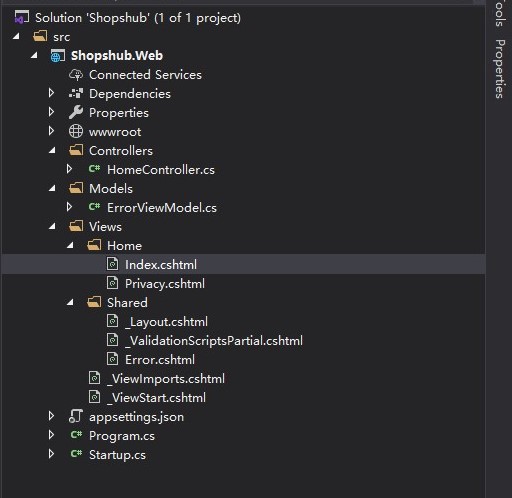 Solution 'Shopshub' (1 of 1 project)
src
Shopshub.Web
Connected Services
Dependencies
Properties
wwwroot
Controllers
C# HomeController.cs
Models
C# ErrorViewModel.cs
Views
Home
Index.cshtml
Privacy.cshtml
Shared
_Layout.cshtml
_ValidationScriptsPartial.cshtml
Error.cshtml
_ViewImports.cshtml
_ViewStart.cshtml
appsettings.json
C# Program.cs
C# Startup.cs
Properties